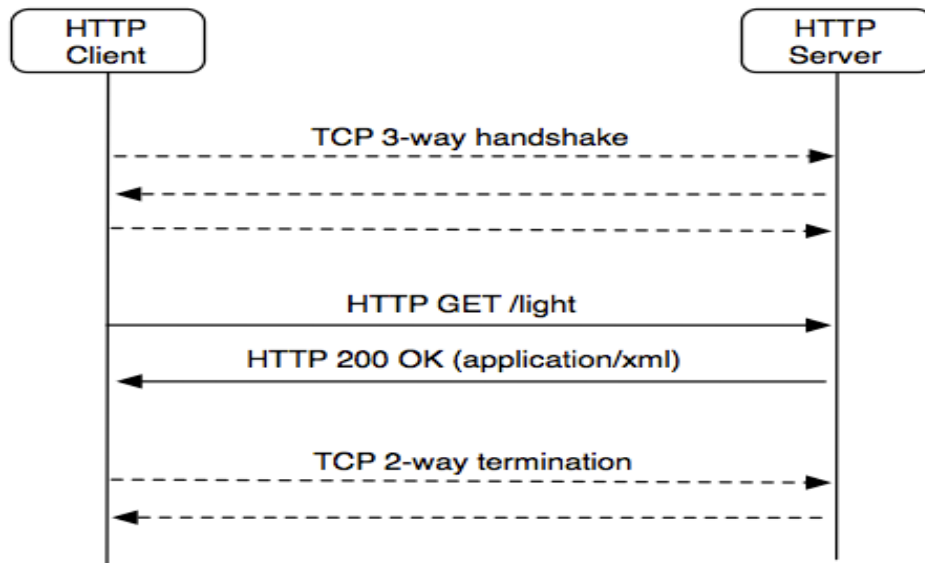 HTTP
Client
HTTP
Server
TCP 3-way handshake
HTTP GET /light
HTTP 200 OK (application/xml)
TCP 2-way termination